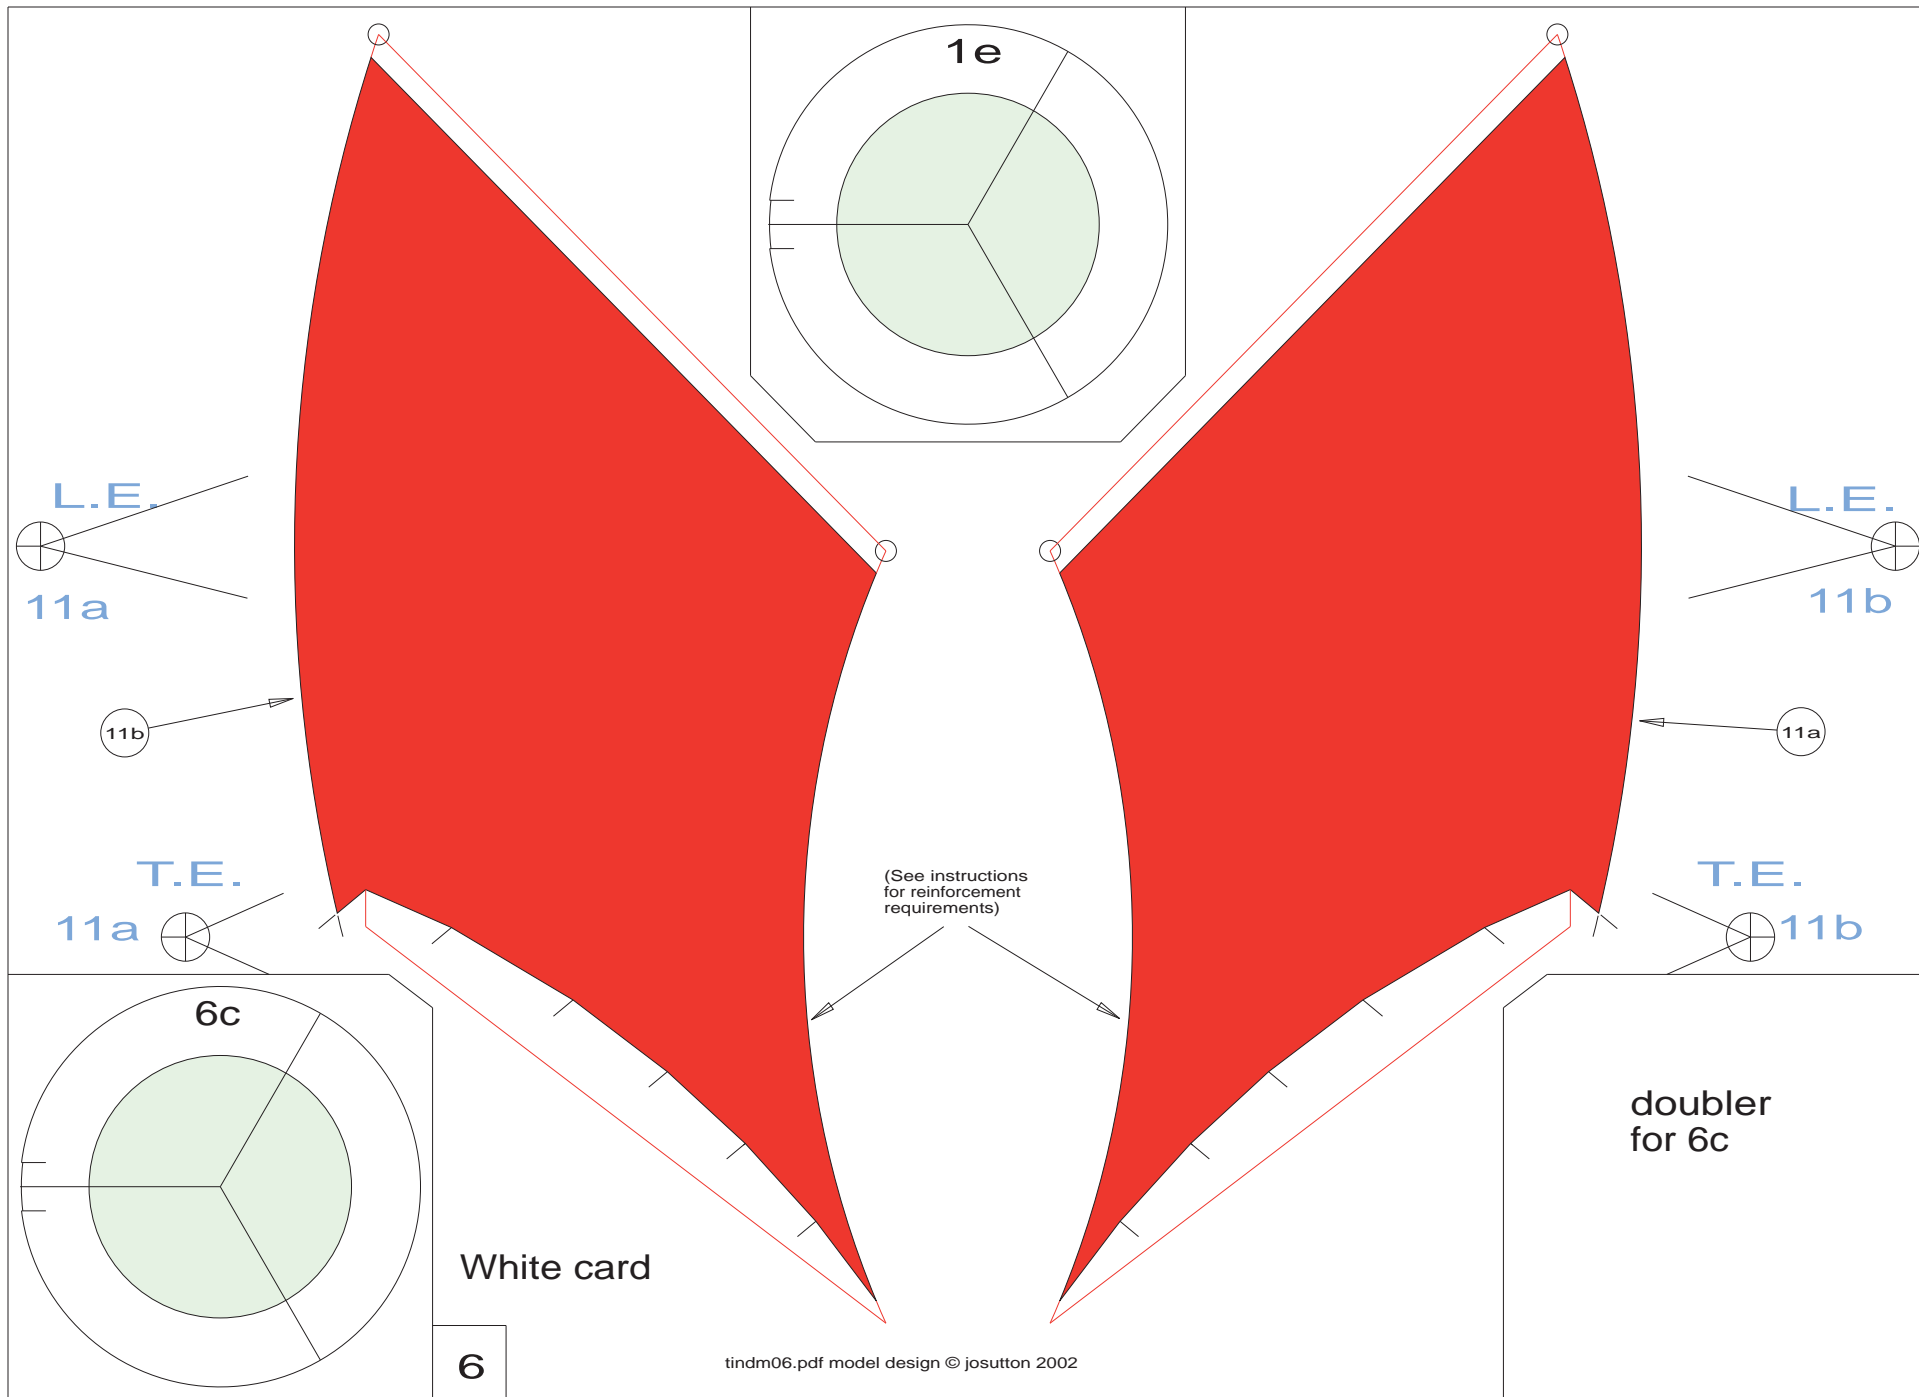 1e
L.E.
L.E.
11a
11b
11b
11a
T.E.
T.E.
11a
11b
(See instructions
for reinforcement
requirements)
6c
doubler
for 6c
White card
6
tindm06.pdf model design © josutton 2002